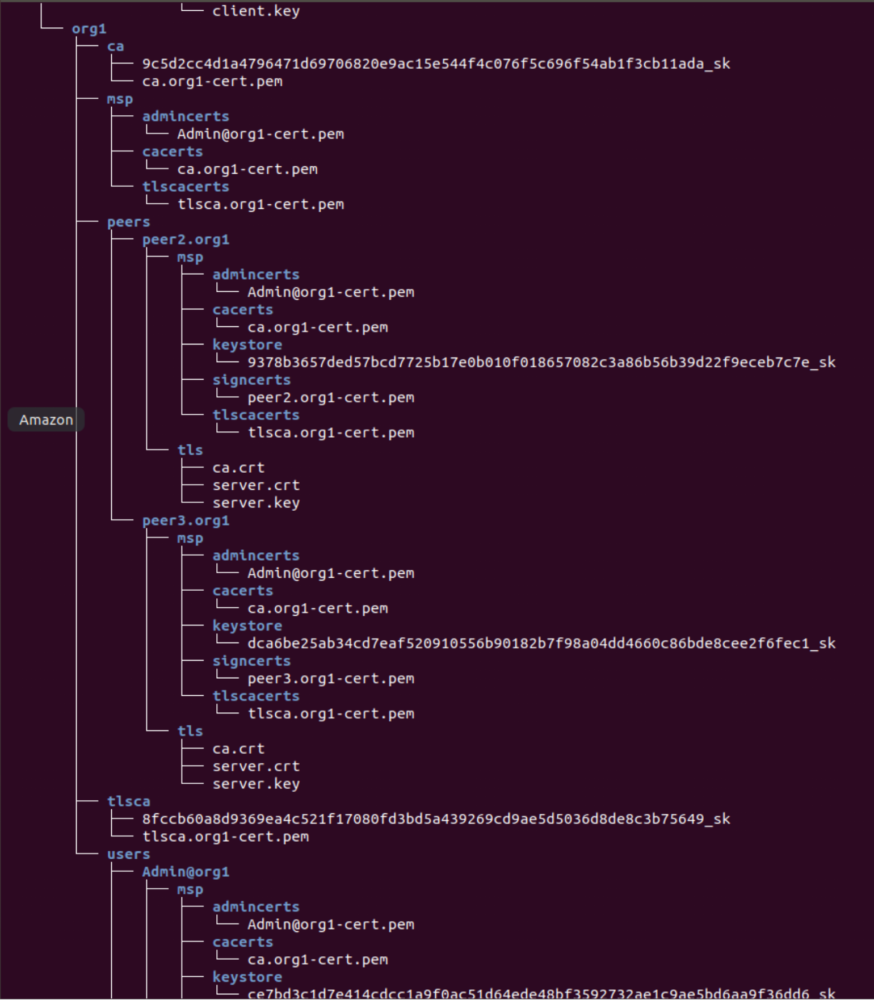 client.key
org1
ca
9c5d2cc4d1a4796471d69706820e9ac15e544f4c076f5c696f54ab1f3cb11ada_sk
ca.org1-cert.pem
msp
admincerts
Admin@org1-cert.pem
cacerts
ca.org1-cert.pem
tlscacerts
tlsca.org1-cert.pem
peers
peer2.org1
msp
admincerts
Admin@org1-cert.pem
cacerts
ca.org1-cert.pem
keystore
9378b3657ded57bcd7725b17e0b010f018657082c3a86b56b39d22f9eceb7c7e_sk
signcerts
peer2.org1-cert.pem
tlscacerts
Amazon
tlsca.org1-cert.pem
tls
ca.crt
server.crt
server.key
peer3.org1
msp
admincerts
Admin@org1-cert.pem
cacerts
ca.org1-cert.pem
keystore
dca6be25ab34cd7eaf520910556b90182b7f98a04dd4660c86bde8cee2f6fec1_sk
signcerts
peer3.org1-cert.pem
tlscacerts
tlsca.org1-cert.pem
tls
ca.crt
server.crt
server.key
tlsca
8fccb60a8d9369ea4c521f17080fd3bd5a439269cd9ae5d5036d8de8c3b75649_sk
tlsca.org1-cert.pem
users
Admin@org1
msp
admincerts
Admin@org1-cert.pem
cacerts
ca.org1-cert.pem
keystore
ce7bd3c1d7e414cdcc1a9f0ac51d64ede48bf3592732ae1c9ae5bd6aa9f36dd6_sk